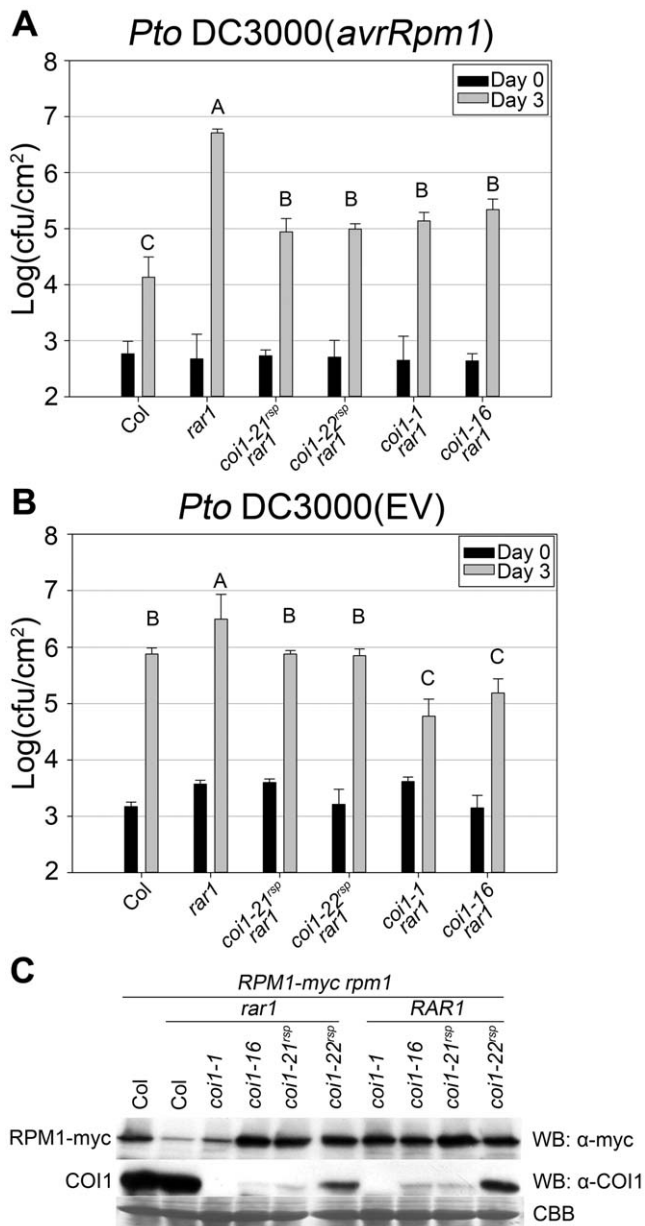 A
Pto DC3000(avrRpm1)
8
7
6
5
4
3
2
Log(cfu/cm²)
Day 0
Day 3
C
A
B
B
B
B
Col
rar1
coi1-21rsp
rar1
coi1-22rsp
rar1
coi1-1
rar1
coi1-16
rar1
B
Pto DC3000(EV)
8
7
6
5
4
3
2
Log(cfu/cm²)
Day 0
Day 3
B
A
B
B
C
C
Col
rar1
coi1-21rsp
rar1
coi1-22rsp
rar1
coi1-1
rar1
coi1-16
rar1
C
RPM1-myc rpm1
rar1 RAR1
Col Col coi1-1 coi1-16 coi1-21rsp coi1-22rsp coi1-1 coi1-16 coi1-21rsp coi1-22rsp
RPM1-myc WB: α-myc
COI1 WB: α-COI1
CBB